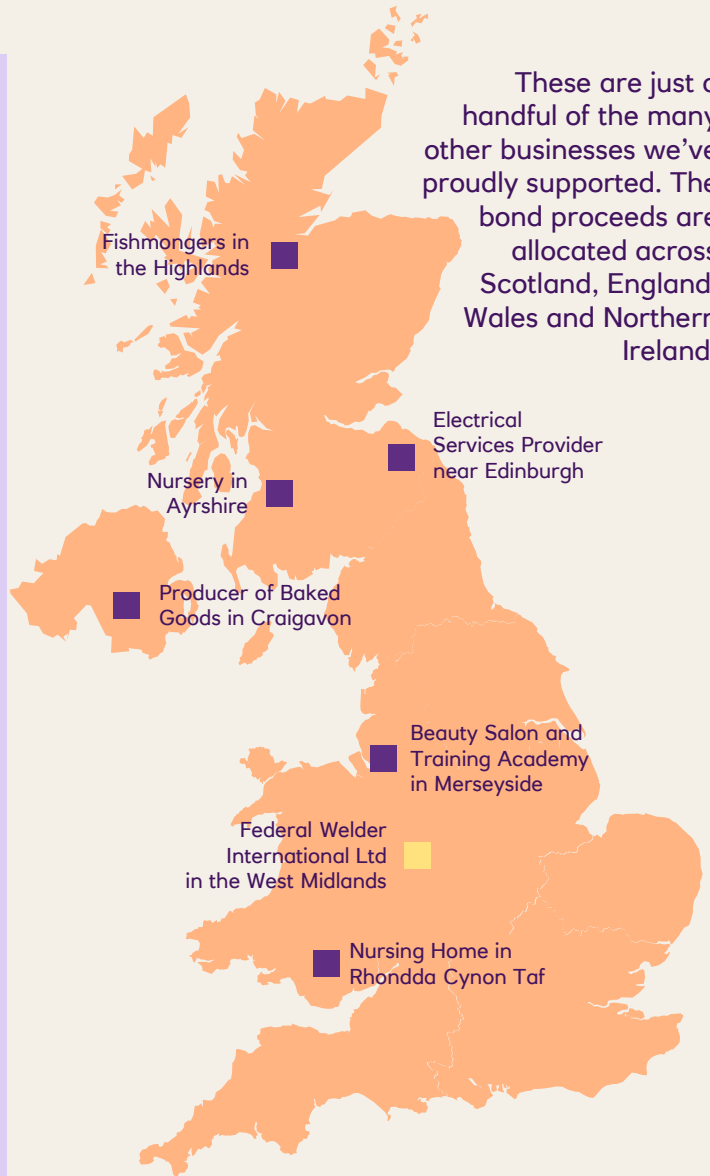 These are just a
handful of the many
other businesses we've
proudly supported. The
bond proceeds are
allocated across
Scotland, England
Wales and Northern
Ireland
Fishmongers in
the Highlands
Electrical
Services Provider
near Edinburgh
Nursery in
Ayrshire
Producer of Baked
Goods in Craigavon
Beauty Salon and
Training Academy
in Merseyside
Federal Welder
International Ltd
in the West Midlands
Nursing Home in
Rhondda Cynon Taf